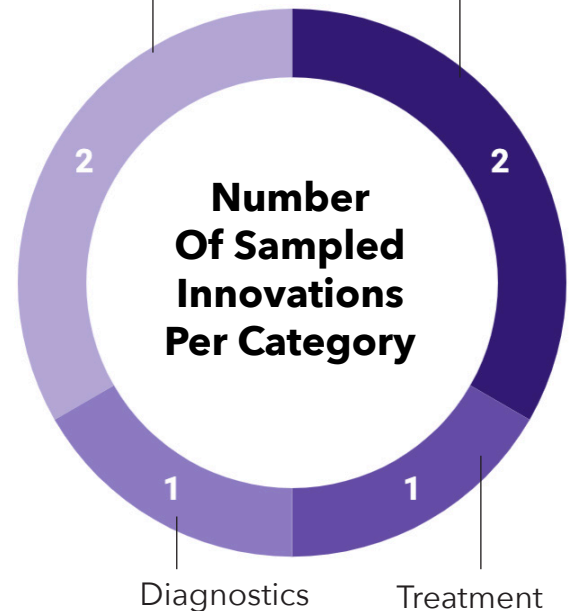 2
2
Number
Of Sampled
Innovations
Per Category
1
1
Diagnostics
Treatment